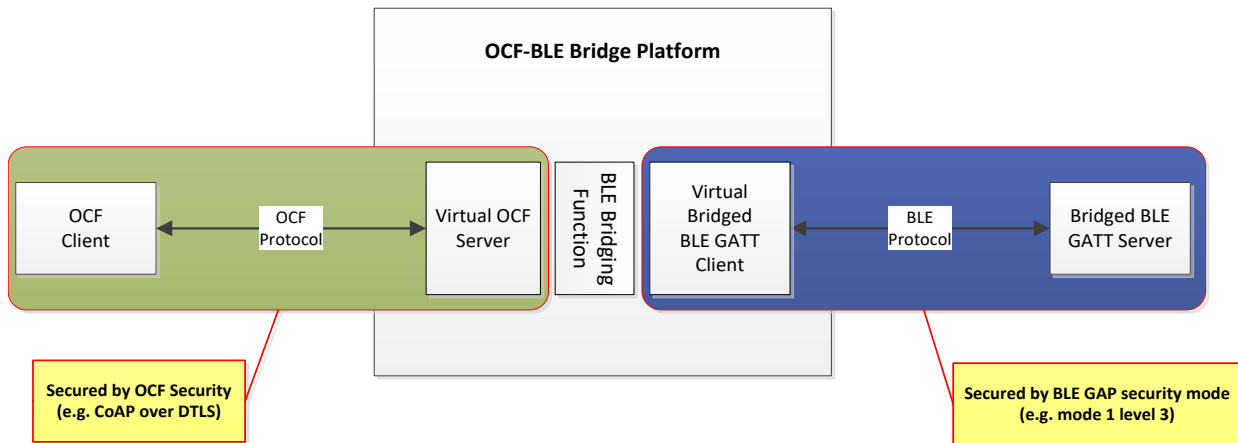 OCF-BLE Bridge Platform
OCF
Client
OCF
Protocol
Virtual OCF
Server
BLE Bridging
Function
Virtual
Bridged
BLE GATT
Client
BLE
Protocol
Bridged BLE
GATT Server
Secured by OCF Security
(e.g. CoAP over DTLS)
Secured by BLE GAP security mode
(e.g. mode 1 level 3)